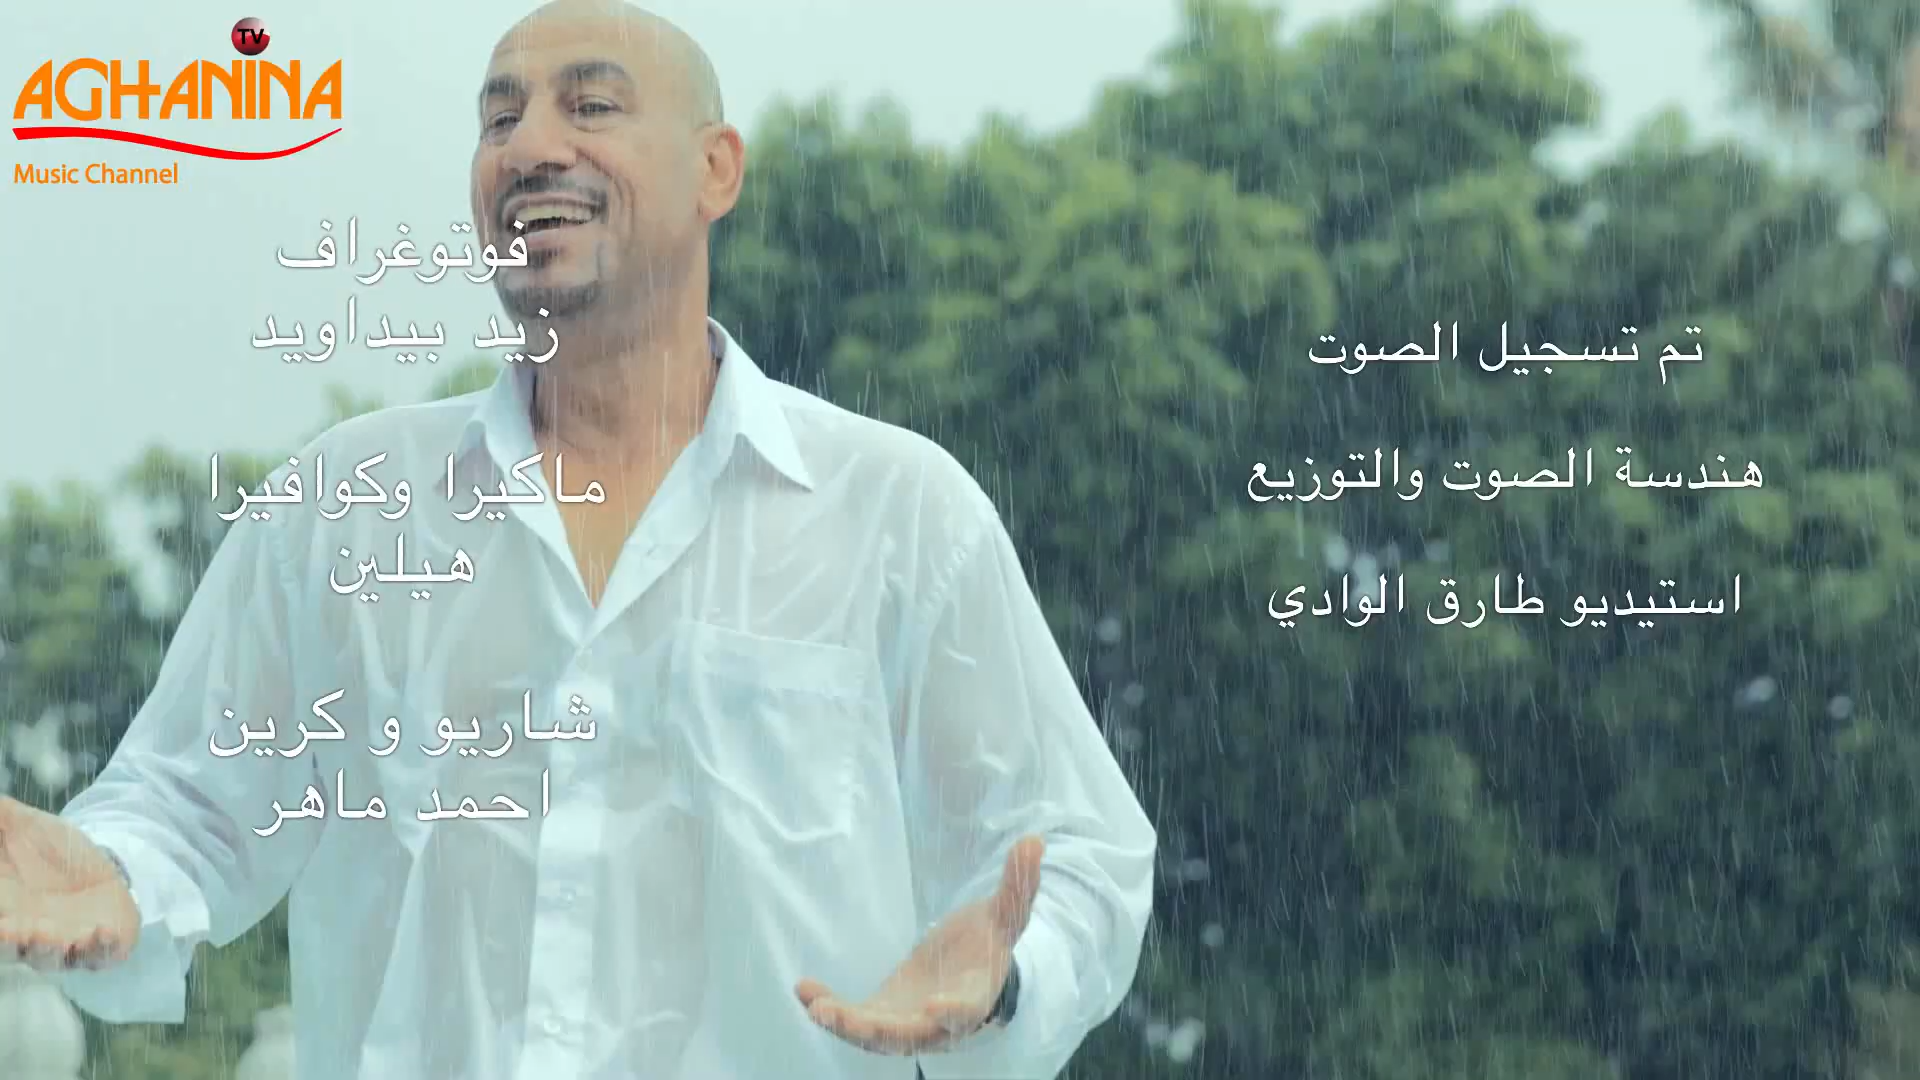 TV
AGHANINA
Music Channel
فوتوغراف
زيد بيداويد
ماكيرا وكوافيرا
هيلين
شاريو و كرين
احمد ماهر
تم تسجيل الصوت
هندسة الصوت والتوزيع
استيديو طارق الوادي